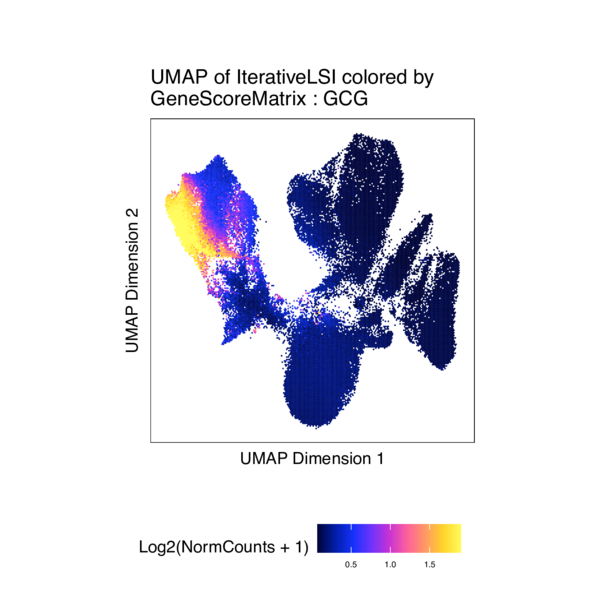 UMAP of IterativeLSI colored by
GeneScoreMatrix : GCG
UMAP Dimension 2
UMAP Dimension 1
Log2(NormCounts + 1)
0.5 1.0 1.5